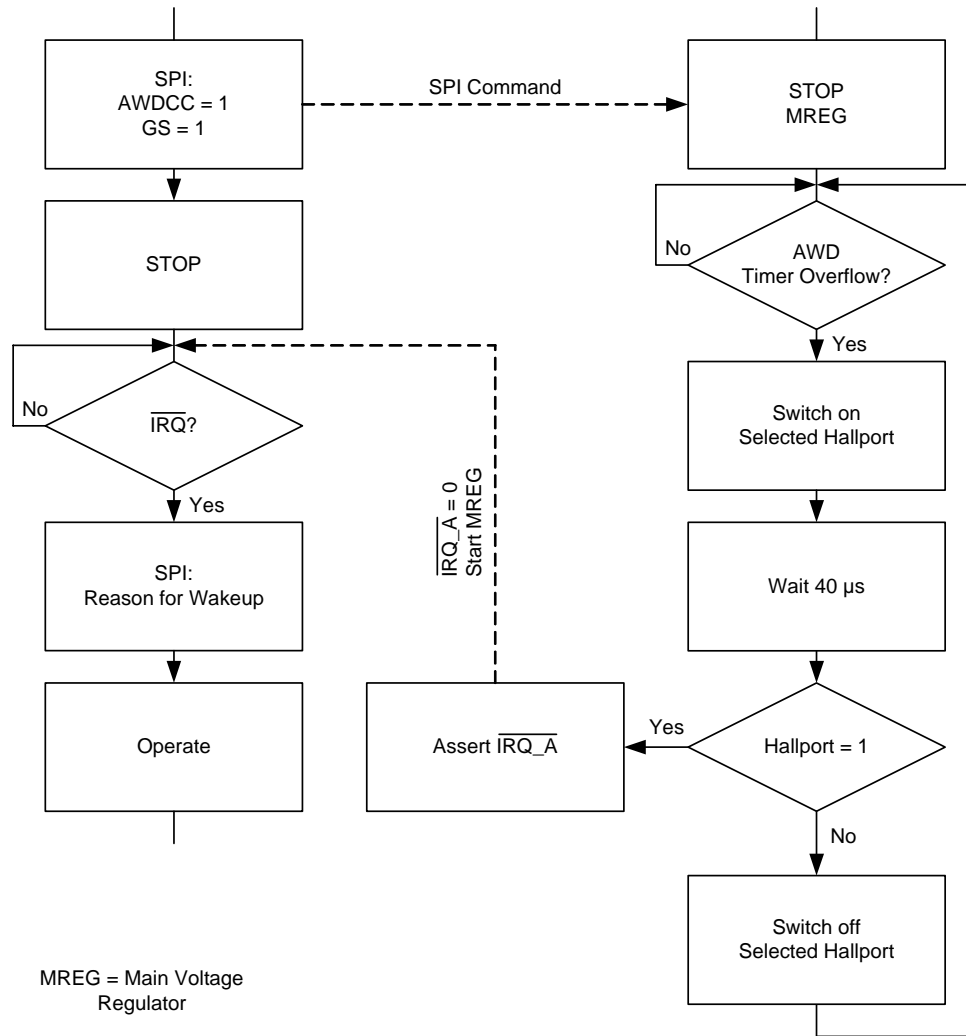 SPI:
AWDCC = 1
GS = 1
SPI Command
STOP
MREG
STOP
No
AWD
Timer Overflow?
Yes
No
IRQ?
Yes
Switch on
Selected Hallport
SPI:
Reason for Wakeup
IRQ_A = 0
Start MREG
Wait 40 µs
Operate
Assert IRQ_A
Yes
Hallport = 1
No
Switch off
Selected Hallport
MREG = Main Voltage
Regulator